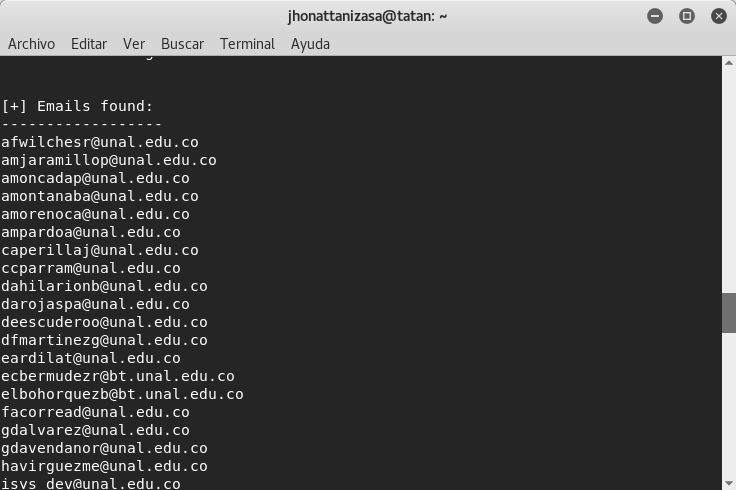 jhonattanizasa@tatan: ~
Archivo Editar Ver Buscar Terminal Ayuda
[+] Emails found:
------------------
afwilchesr@unal.edu.co
amjaramillop@unal.edu.co
amoncadap@unal.edu.co
amontanaba@unal.edu.co
amorenoca@unal.edu.co
ampardoa@unal.edu.co
caperillaj@unal.edu.co
ccparram@unal.edu.co
dahilarionb@unal.edu.co
darojaspa@unal.edu.co
deescuderoo@unal.edu.co
dfmartinezg@unal.edu.co
eardilat@unal.edu.co
ecbermudezr@bt.unal.edu.co
elbohorquezb@bt.unal.edu.co
facorread@unal.edu.co
gdalvarez@unal.edu.co
gdavendanor@unal.edu.co
havirguezme@unal.edu.co
isys_dev@unal.edu.co